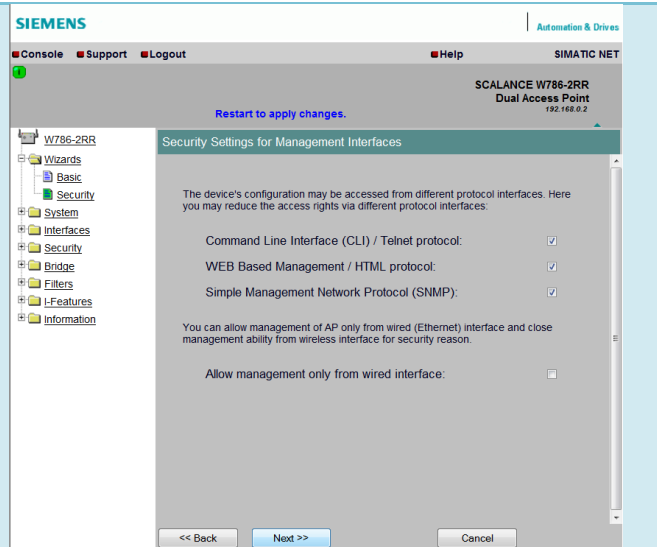 SIEMENS
Automation & Drives
Console Support Logout Help SIMATIC NET
SCALANCE W786-2RR
Dual Access Point
192.168.0.2
Restart to apply changes.
W786-2RR
Wizards
Basic
Security
System
Interfaces
Security
Bridge
Filters
I-Features
Information
Security Settings for Management Interfaces
The device's configuration may be accessed from different protocol interfaces. Here
you may reduce the access rights via different protocol interfaces:
Command Line Interface (CLI) / Telnet protocol:
WEB Based Management / HTML protocol:
Simple Management Network Protocol (SNMP):
You can allow management of AP only from wired (Ethernet) interface and close
management ability from wireless interface for security reason.
Allow management only from wired interface:
<< Back Next >> Cancel